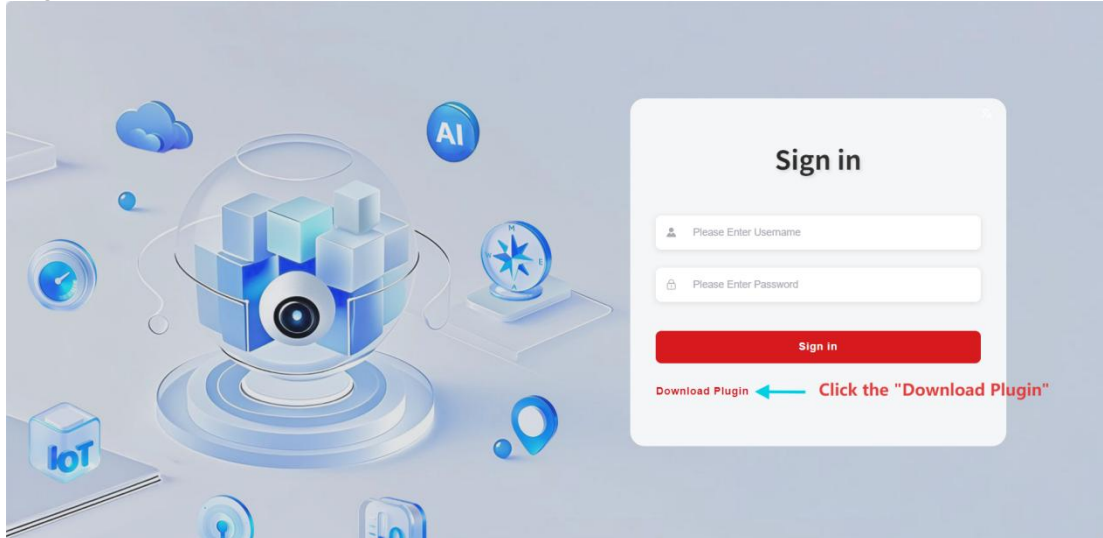 AI
Sign in
M
W
E
A
Please Enter Username
Please Enter Password
Sign in
Download Plugin
Click the "Download Plugin"
IoT